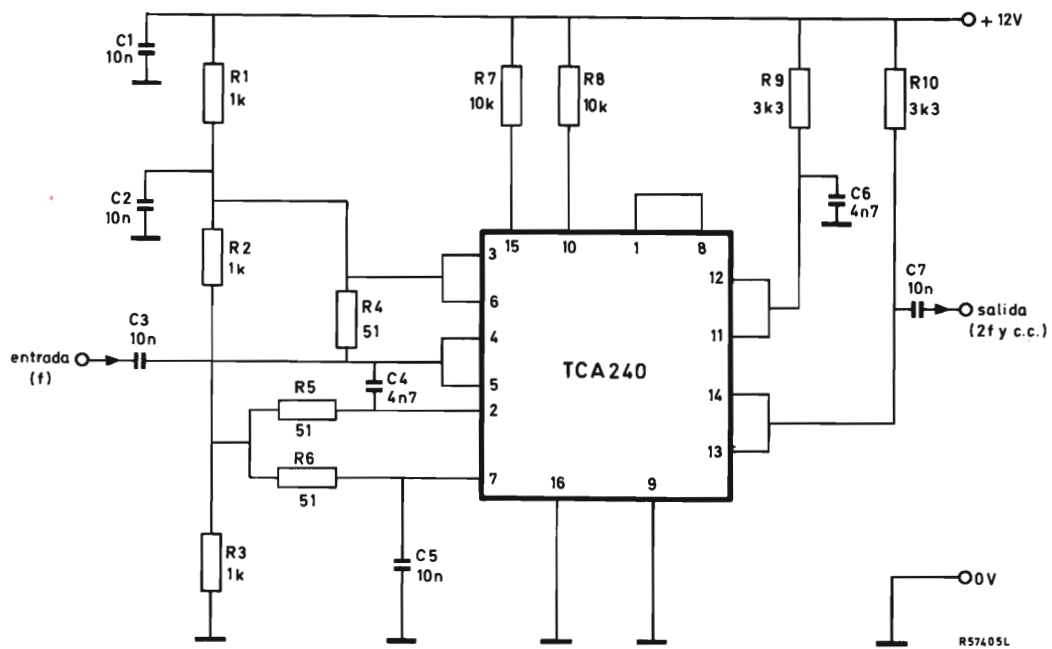 + 12V
C1
10n
R1
1k
R7
10k
R8
10k
R9
3k3
R10
3k3
C2
10n
R2
1k
C6
4n7
15
10
1
8
3
6
4
5
2
7
12
11
14
13
16
9
TCA240
C7
10n
salida
(2f y c.c.)
R4
51
C3
10n
entrada
(f)
C4
4n7
R5
51
R6
51
R3
1k
C5
10n
0V
R57405L